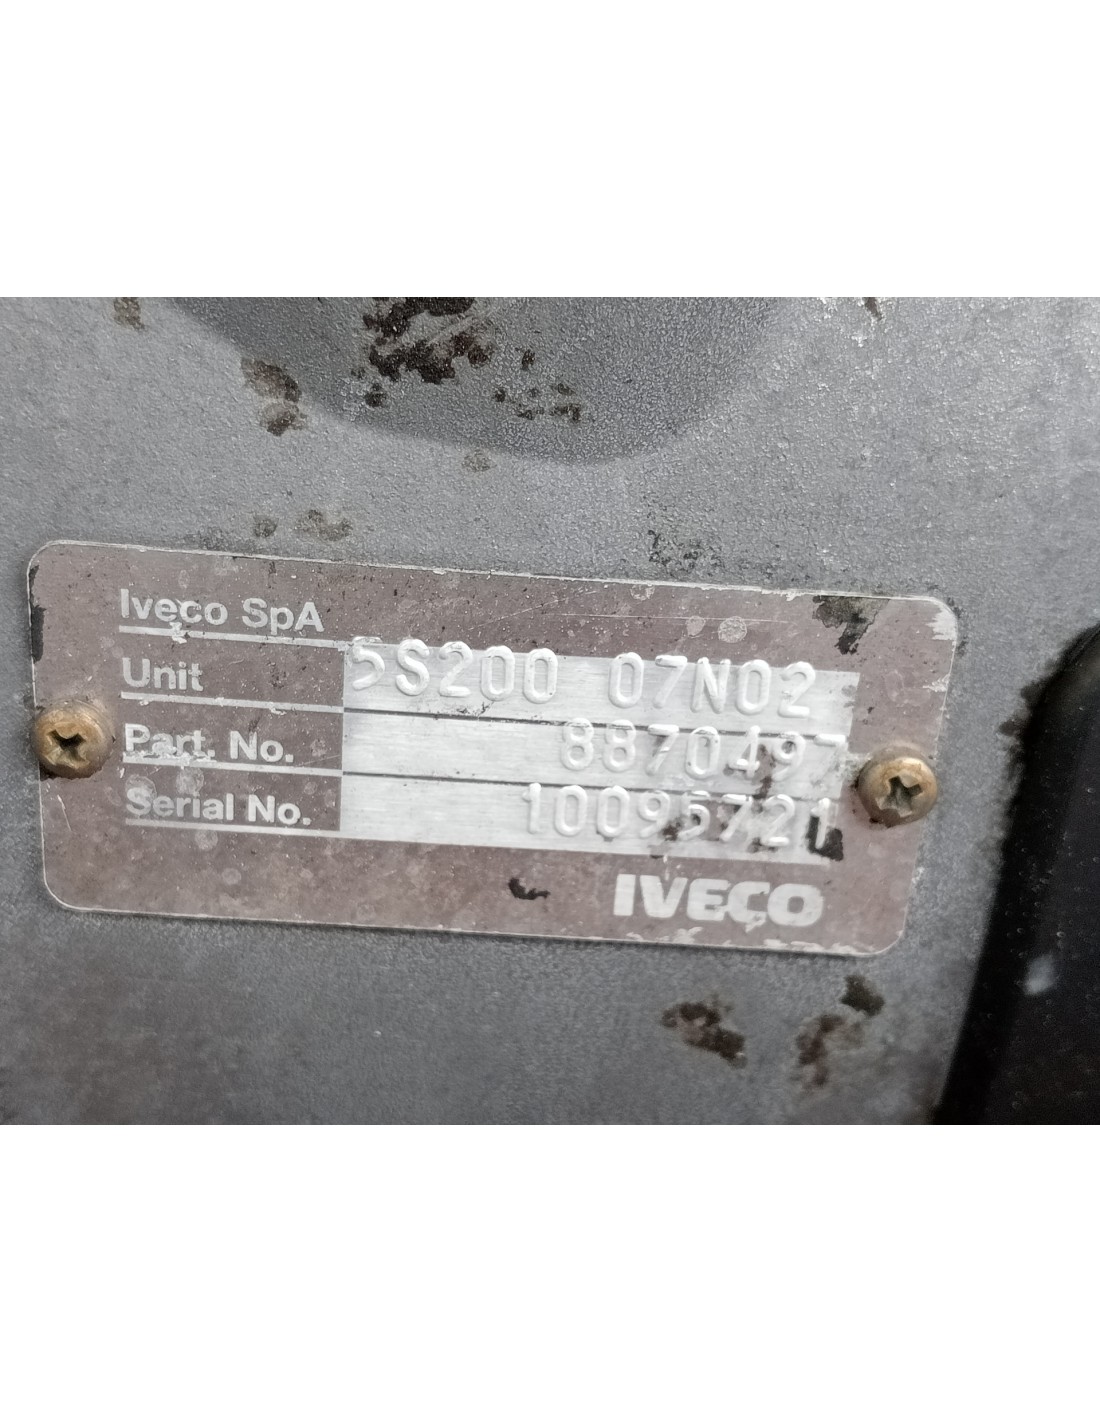 Iveco SpA
Unit 5S200 07N02
Part. No. 8870497
Serial No. 10095721
IVECO